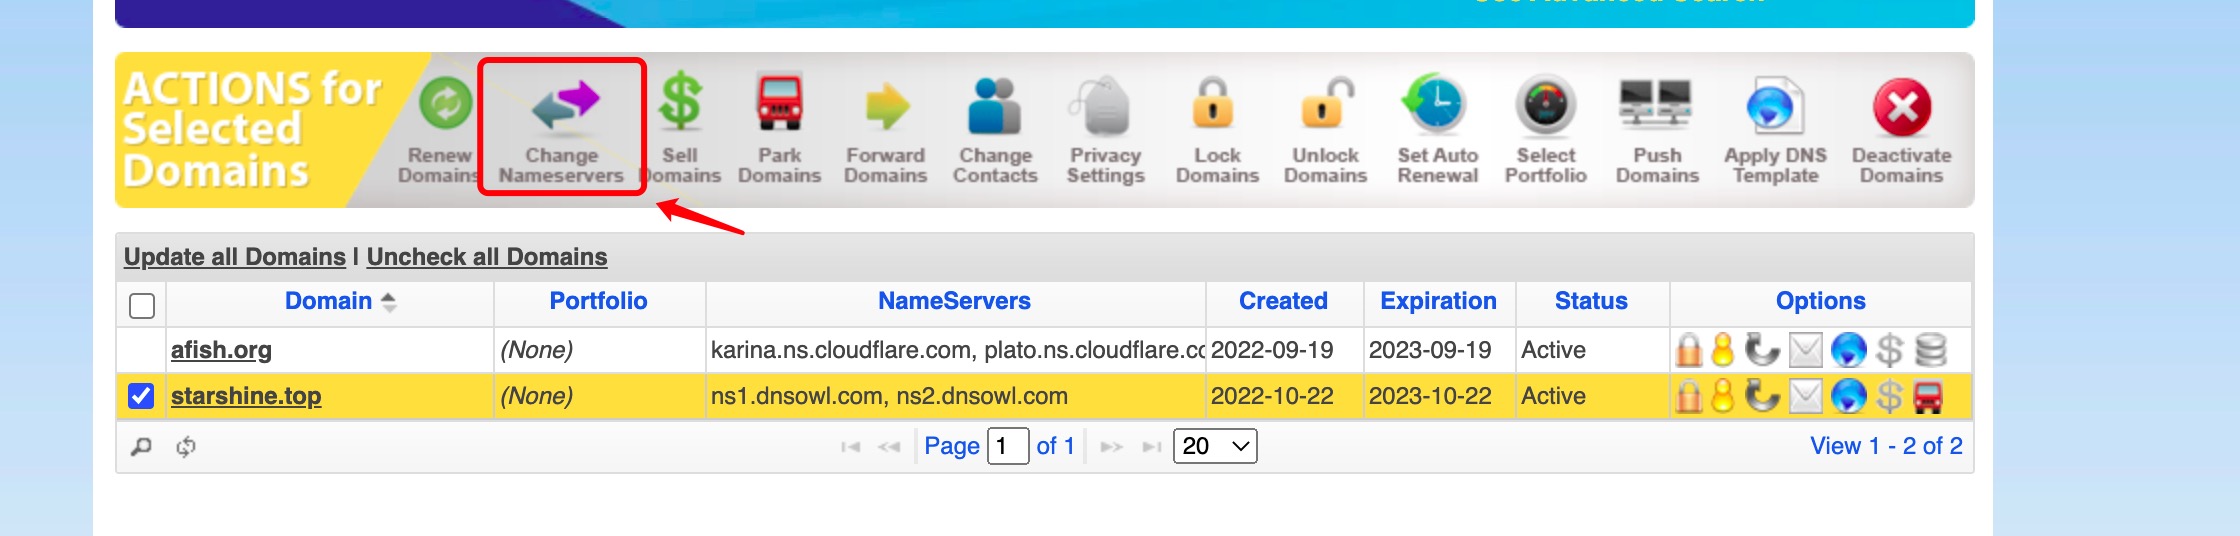 ACTIONS for
Selected
Domains
Renew
Domains
Change
Nameservers
Sell
Domains
Park
Domains
Forward
Domains
Change
Contacts
Privacy
Settings
Lock
Domains
Unlock
Domains
Set Auto
Renewal
Select
Portfolio
Push
Domains
Apply DNS
Template
Deactivate
Domains
Update all Domains | Uncheck all Domains
Domain Portfolio NameServers Created Expiration Status Options
afish.org (None) karina.ns.cloudflare.com, plato.ns.cloudflare.co 2022-09-19 2023-09-19 Active
starshine.top (None) ns1.dnsowl.com, ns2.dnsowl.com 2022-10-22 2023-10-22 Active
Page 1 of 1 20 View 1 - 2 of 2